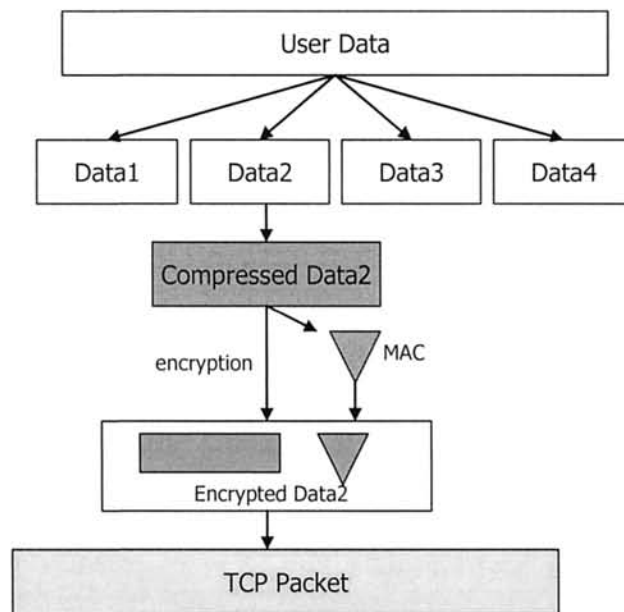 User Data
Data1 Data2 Data3 Data4
Compressed Data2
encryption
MAC
Encrypted Data2
TCP Packet